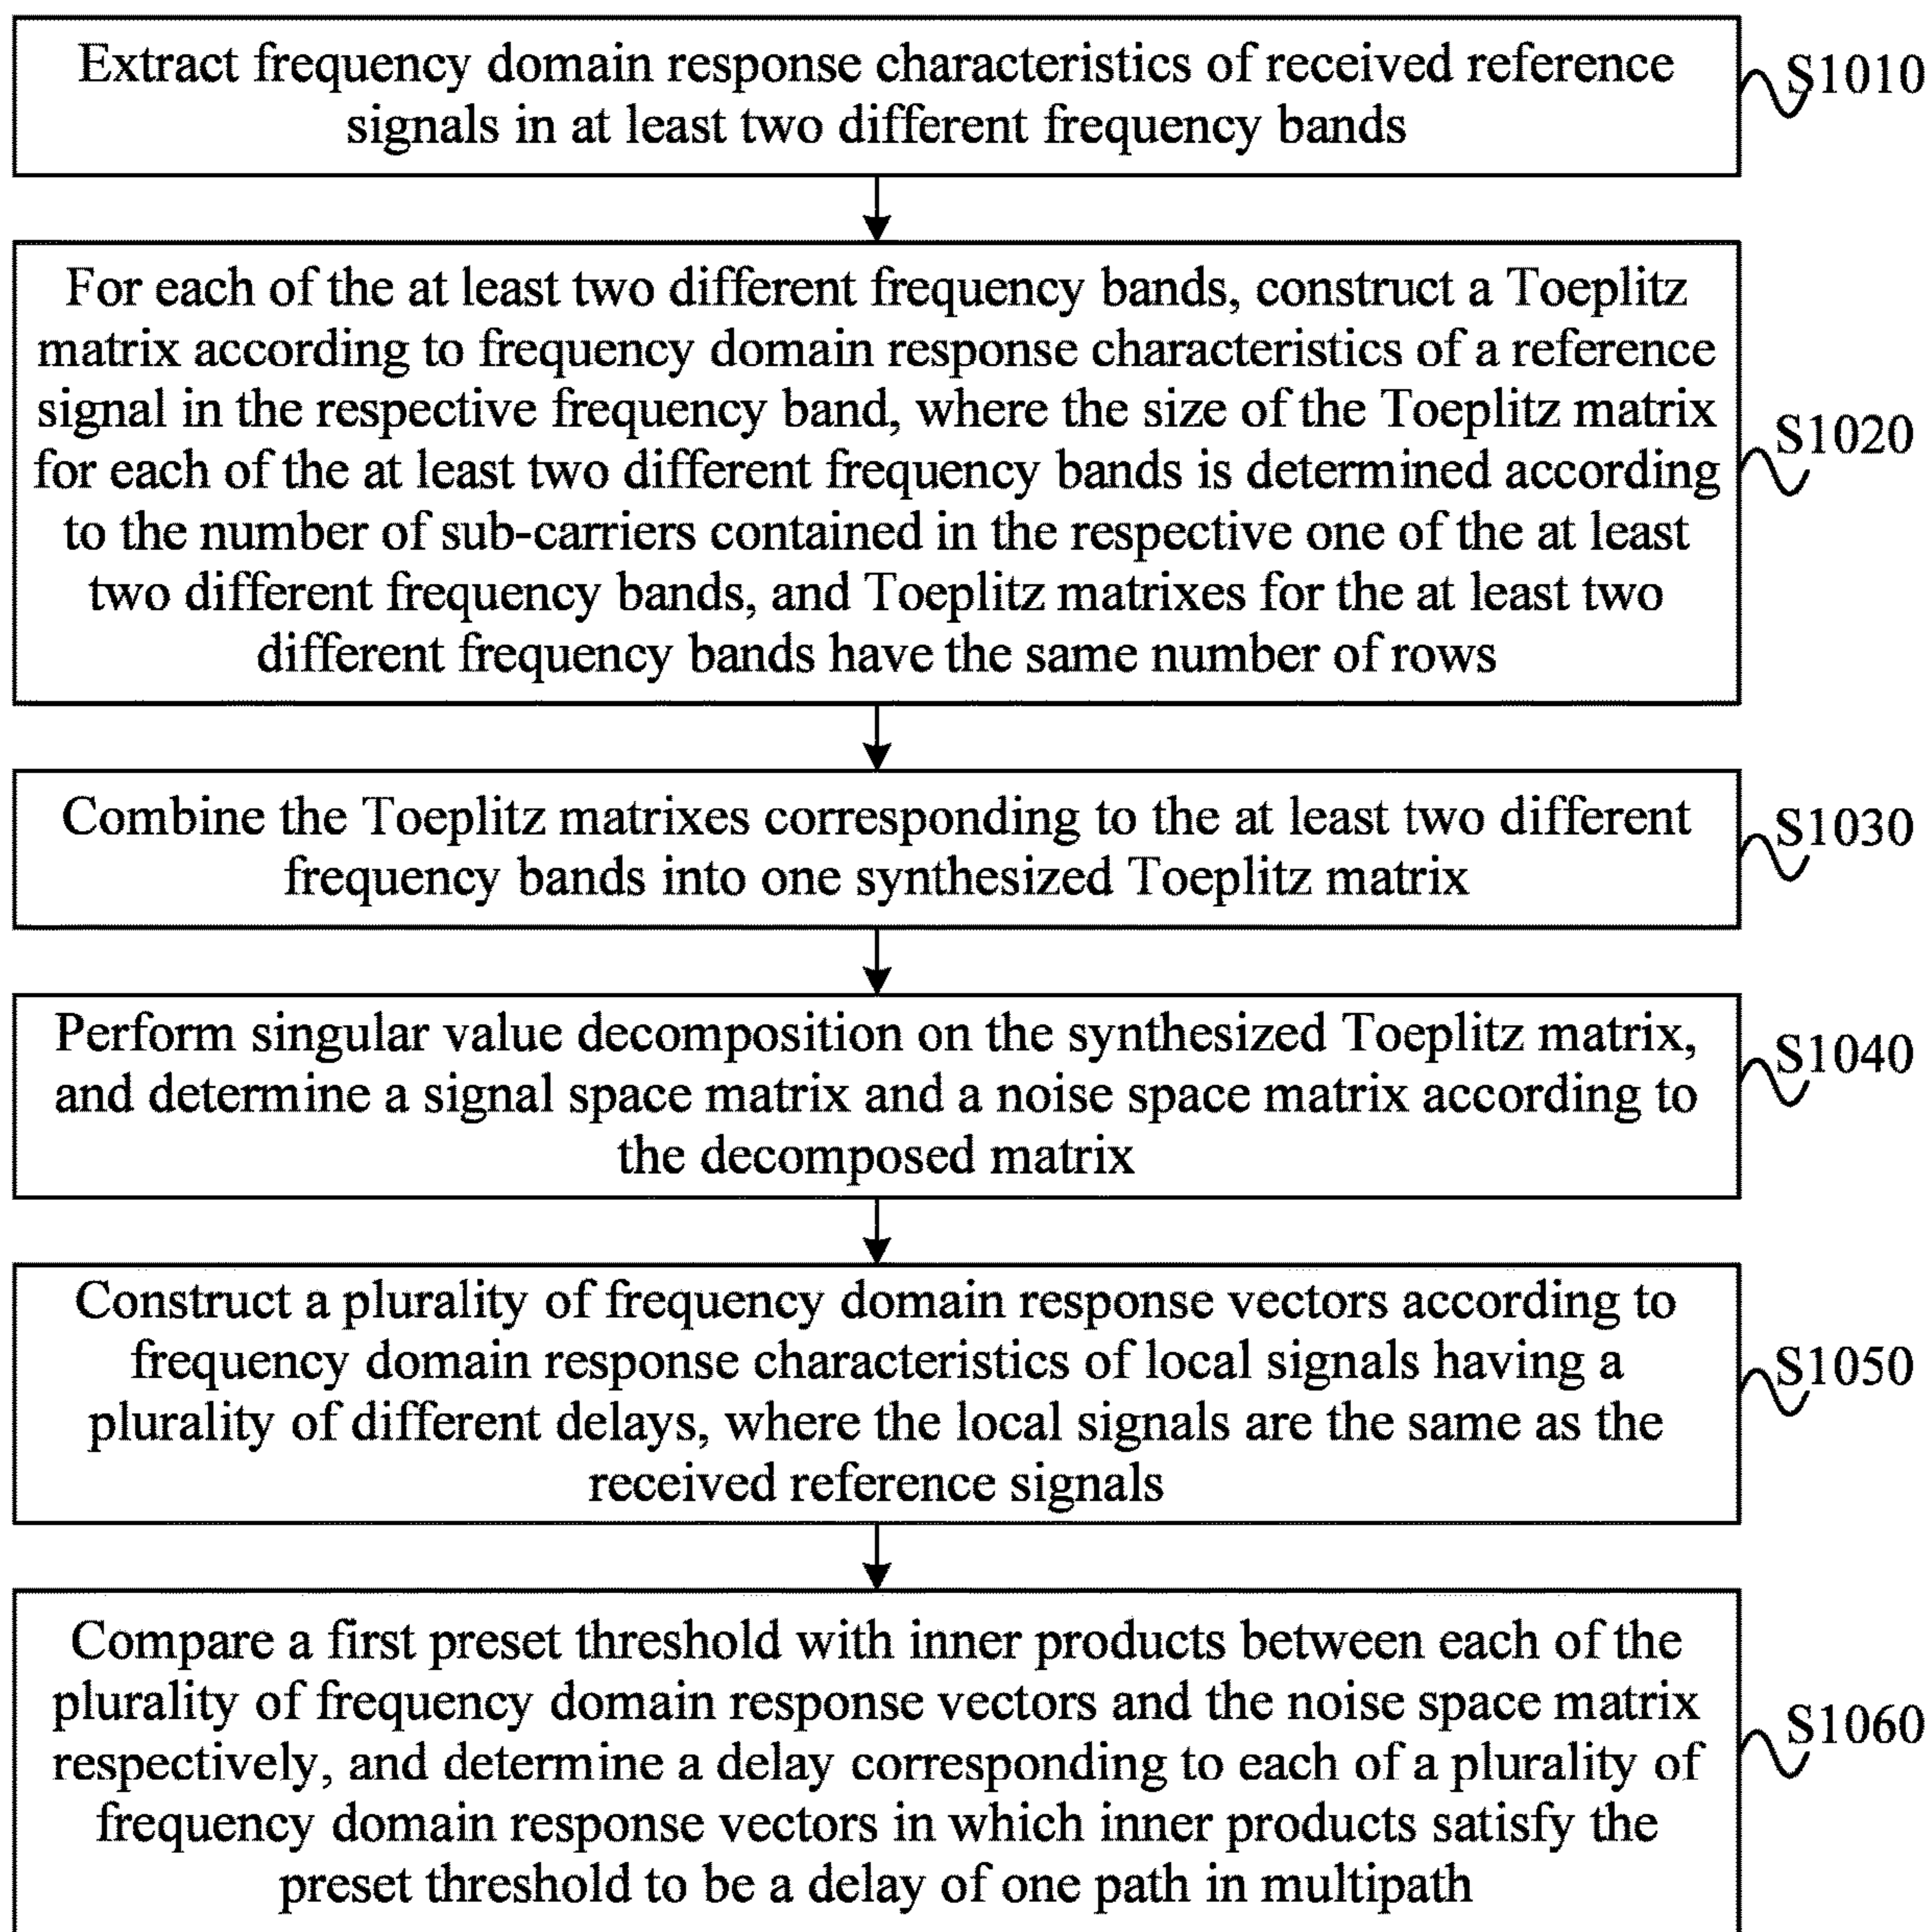 Extract frequency domain response characteristics of received reference
signals in at least two different frequency bands
S1010
For each of the at least two different frequency bands, construct a Toeplitz
matrix according to frequency domain response characteristics of a reference
signal in the respective frequency band, where the size of the Toeplitz matrix
for each of the at least two different frequency bands is determined according
to the number of sub-carriers contained in the respective one of the at least
two different frequency bands, and Toeplitz matrixes for the at least two
different frequency bands have the same number of rows
S1020
Combine the Toeplitz matrixes corresponding to the at least two different
frequency bands into one synthesized Toeplitz matrix
S1030
Perform singular value decomposition on the synthesized Toeplitz matrix,
and determine a signal space matrix and a noise space matrix according to
the decomposed matrix
S1040
Construct a plurality of frequency domain response vectors according to
frequency domain response characteristics of local signals having a
plurality of different delays, where the local signals are the same as the
received reference signals
S1050
Compare a first preset threshold with inner products between each of the
plurality of frequency domain response vectors and the noise space matrix
respectively, and determine a delay corresponding to each of a plurality of
frequency domain response vectors in which inner products satisfy the
preset threshold to be a delay of one path in multipath
S1060